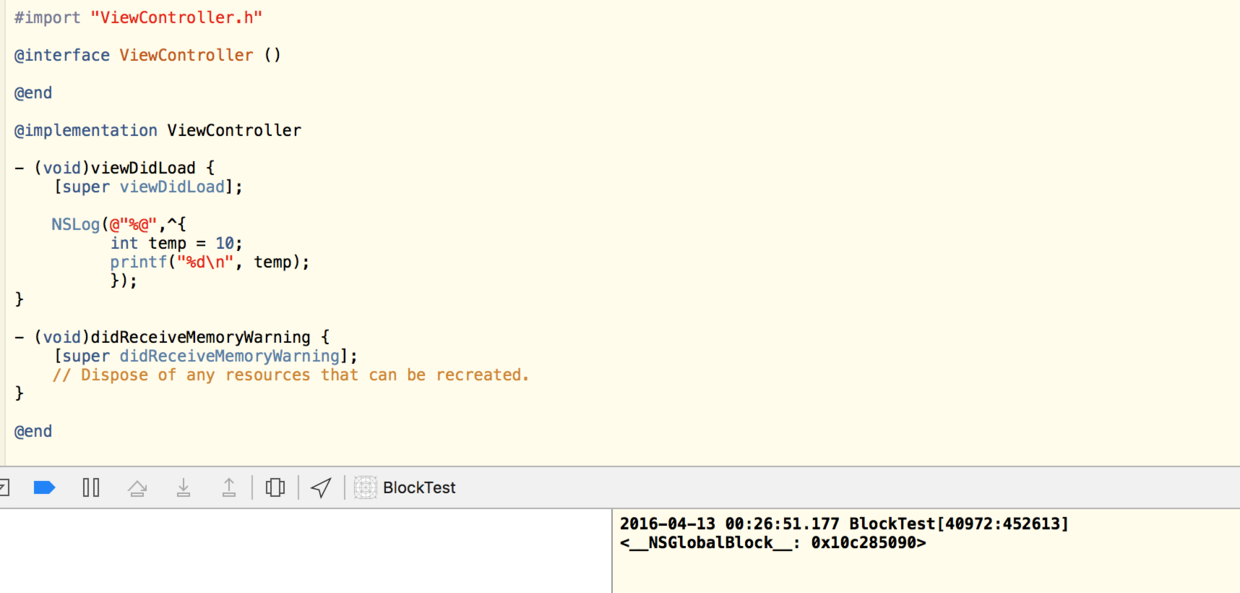 #import "ViewController.h"
@interface ViewController ()
@end
@implementation ViewController
- (void)viewDidLoad {
[super viewDidLoad];
NSLog(@"%@",^{
int temp = 10;
printf("%d\n", temp);
});
}
- (void)didReceiveMemoryWarning {
[super didReceiveMemoryWarning];
// Dispose of any resources that can be recreated.
}
@end
BlockTest
2016-04-13 00:26:51.177 BlockTest[40972:452613]
<__NSGlobalBlock__: 0x10c285090>